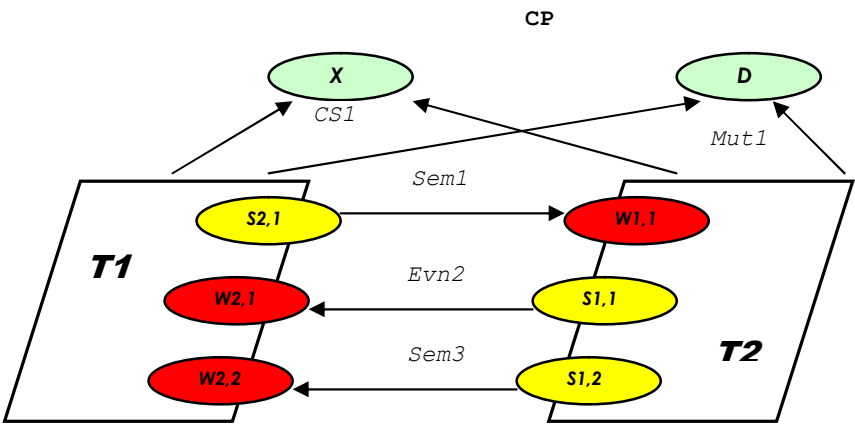 CP
X
D
CS1
Mut1
Sem1
S2,1
W1,1
T1
Evn2
W2,1
S1,1
Sem3
T2
W2,2
S1,2